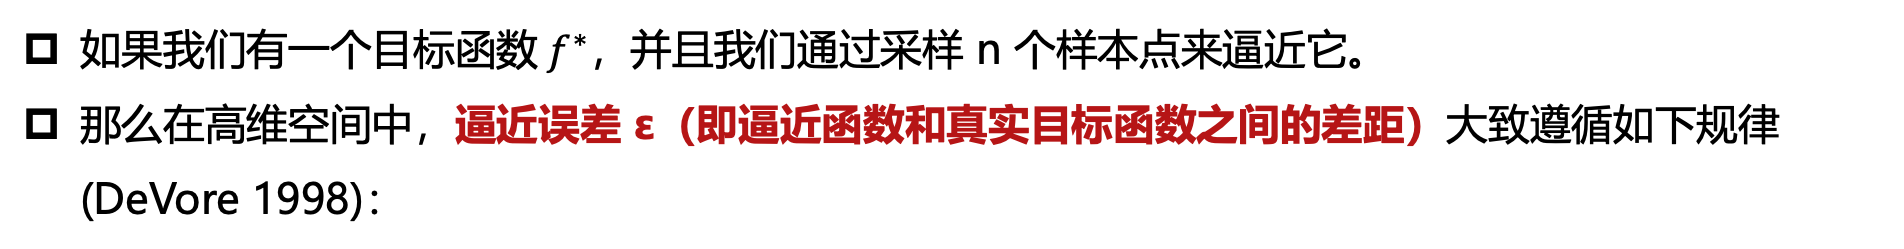 如果我们有一个目标函数 f*，并且我们通过采样 n 个样本点来逼近它。
那么在高维空间中，逼近误差 ε（即逼近函数和真实目标函数之间的差距）大致遵循如下规律
(DeVore 1998)：